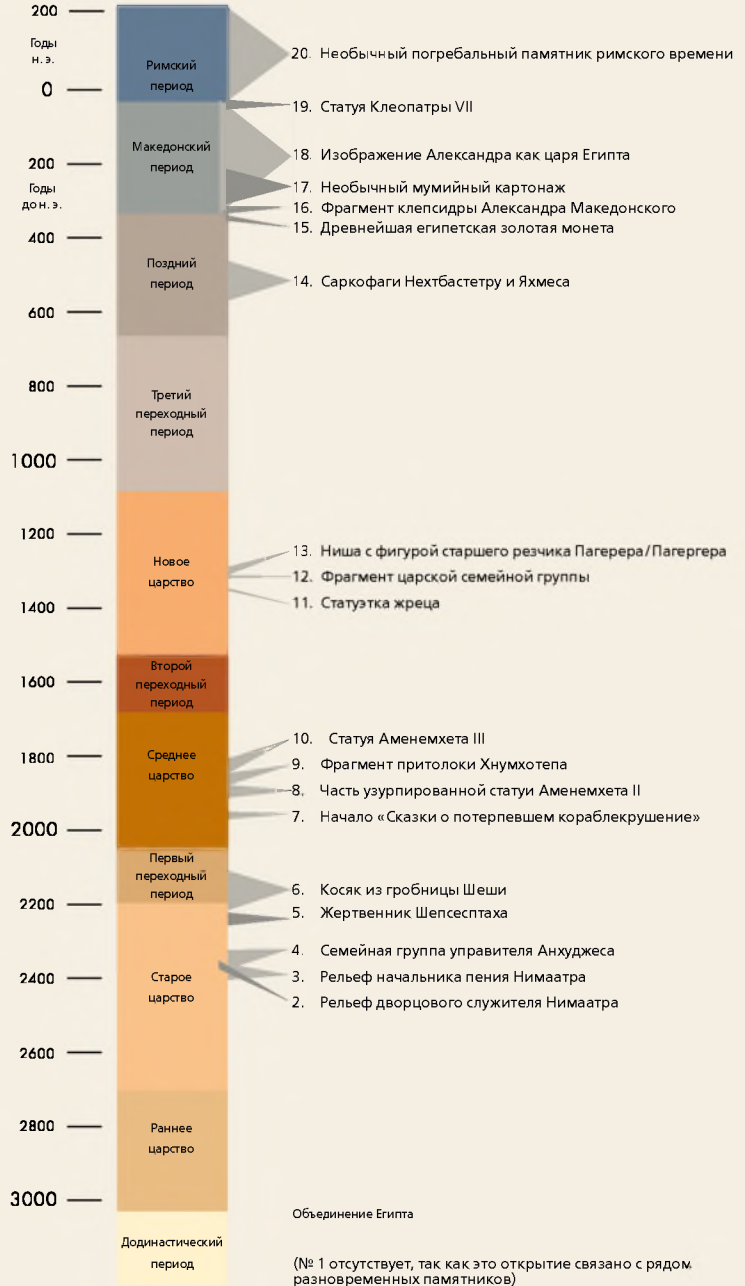 200
Годы
н. э.
Римский
период
0
20. Необычный погребальный памятник римского времени
19. Статуя Клеопатры VII
Македонский
период
200
Годы
до н. э.
18. Изображение Александра как царя Египта
17. Необычный мумийный картонаж
16. Фрагмент клепсидры Александра Македонского
15. Древнейшая египетская золотая монета
400
Поздний
период
14. Саркофаги Нехтбастетру и Яхмеса
600
800
Третий
переходный
период
1000
1200
Новое
царство
13. Ниша с фигурой старшего резчика Пагерера/Пагергера
12. Фрагмент царской семейной группы
11. Статуэтка жреца
1400
1600
Второй
переходный
период
1800
Среднее
царство
10. Статуя Аменемхета III
9. Фрагмент притолоки Хнумхотепа
8. Часть узурпированной статуи Аменемхета II
7. Начало «Сказки о потерпевшем кораблекрушение»
2000
Первый
переходный
период
6. Косяк из гробницы Шеши
2200
5. Жертвенник Шепсесптаха
4. Семейная группа управителя Анхуджеса
2400
Старое
царство
3. Рельеф начальника пения Нимаатра
2. Рельеф дворцового служителя Нимаатра
2600
2800
Раннее
царство
3000
Объединение Египта
Додинастический
период
(№ 1 отсутствует, так как это открытие связано с рядом
разновременных памятников)